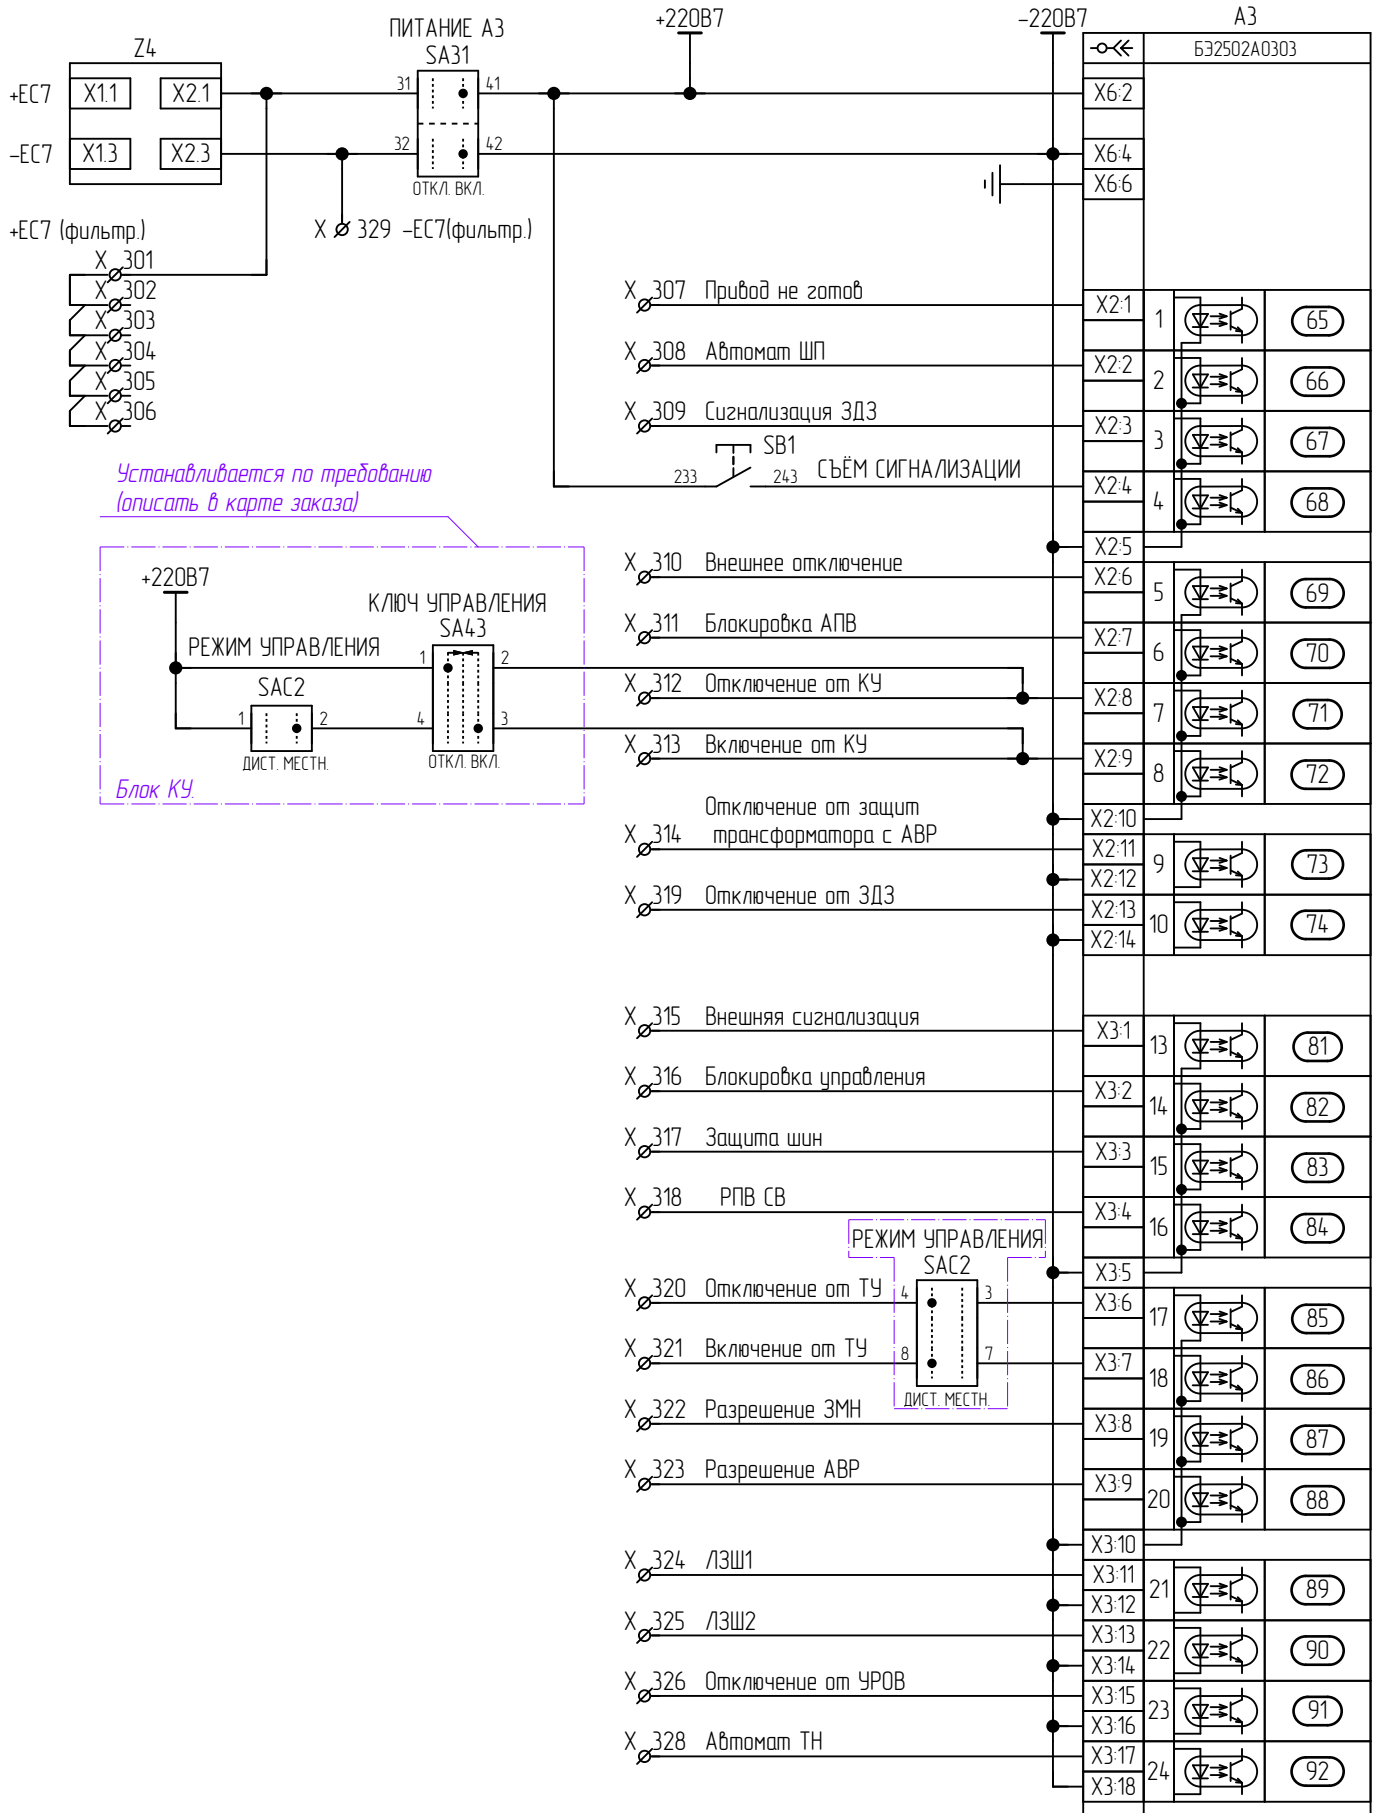 +220В7
-220В7
А3
ПИТАНИЕ А3
SA31
Z4
БЭ2502А0303
+ЕС7
X1.1
X2.1
31
41
X6:2
-ЕС7
X1.3
X2.3
32
42
X6:4
ОТКЛ. ВКЛ.
X6:6
+ЕС7 (фильтр.)
X 329 -ЕС7(фильтр.)
X 301
X 302
X 303
X 304
X 305
X 306
X 307 Привод не готов
X2:1
1
65
X 308 Автомат ШП
X2:2
2
66
X 309 Сигнализация ЗДЗ
X2:3
3
67
SB1
233
243
СЪЁМ СИГНАЛИЗАЦИИ
X2:4
4
68
Устанавливается по требованию
(описать в карте заказа)
X2:5
X 310 Внешнее отключение
X2:6
5
69
+220В7
КЛЮЧ УПРАВЛЕНИЯ
SA43
X 311 Блокировка АПВ
X2:7
6
70
РЕЖИМ УПРАВЛЕНИЯ
1
2
SAC2
X 312 Отключение от КУ
X2:8
7
71
1
2
4
3
ДИСТ. МЕСТН.
ОТКЛ. ВКЛ.
X 313 Включение от КУ
X2:9
8
72
Блок КУ.
X2:10
Отключение от защит
X 314 трансформатора с АВР
X2:11
9
73
X2:12
X 319 Отключение от ЗДЗ
X2:13
10
74
X2:14
X 315 Внешняя сигнализация
X3:1
13
81
X 316 Блокировка управления
X3:2
14
82
X 317 Защита шин
X3:3
15
83
X 318 РПВ СВ
X3:4
16
84
РЕЖИМ УПРАВЛЕНИЯ
SAC2
X3:5
X 320 Отключение от ТУ
4
3
X3:6
17
85
X 321 Включение от ТУ
8
7
X3:7
18
86
ДИСТ. МЕСТН.
X 322 Разрешение ЗМН
X3:8
19
87
X 323 Разрешение АВР
X3:9
20
88
X3:10
X 324 ЛЗШ1
X3:11
21
89
X3:12
X 325 ЛЗШ2
X3:13
22
90
X3:14
X 326 Отключение от УРОВ
X3:15
23
91
X3:16
X 328 Автомат ТН
X3:17
24
92
X3:18